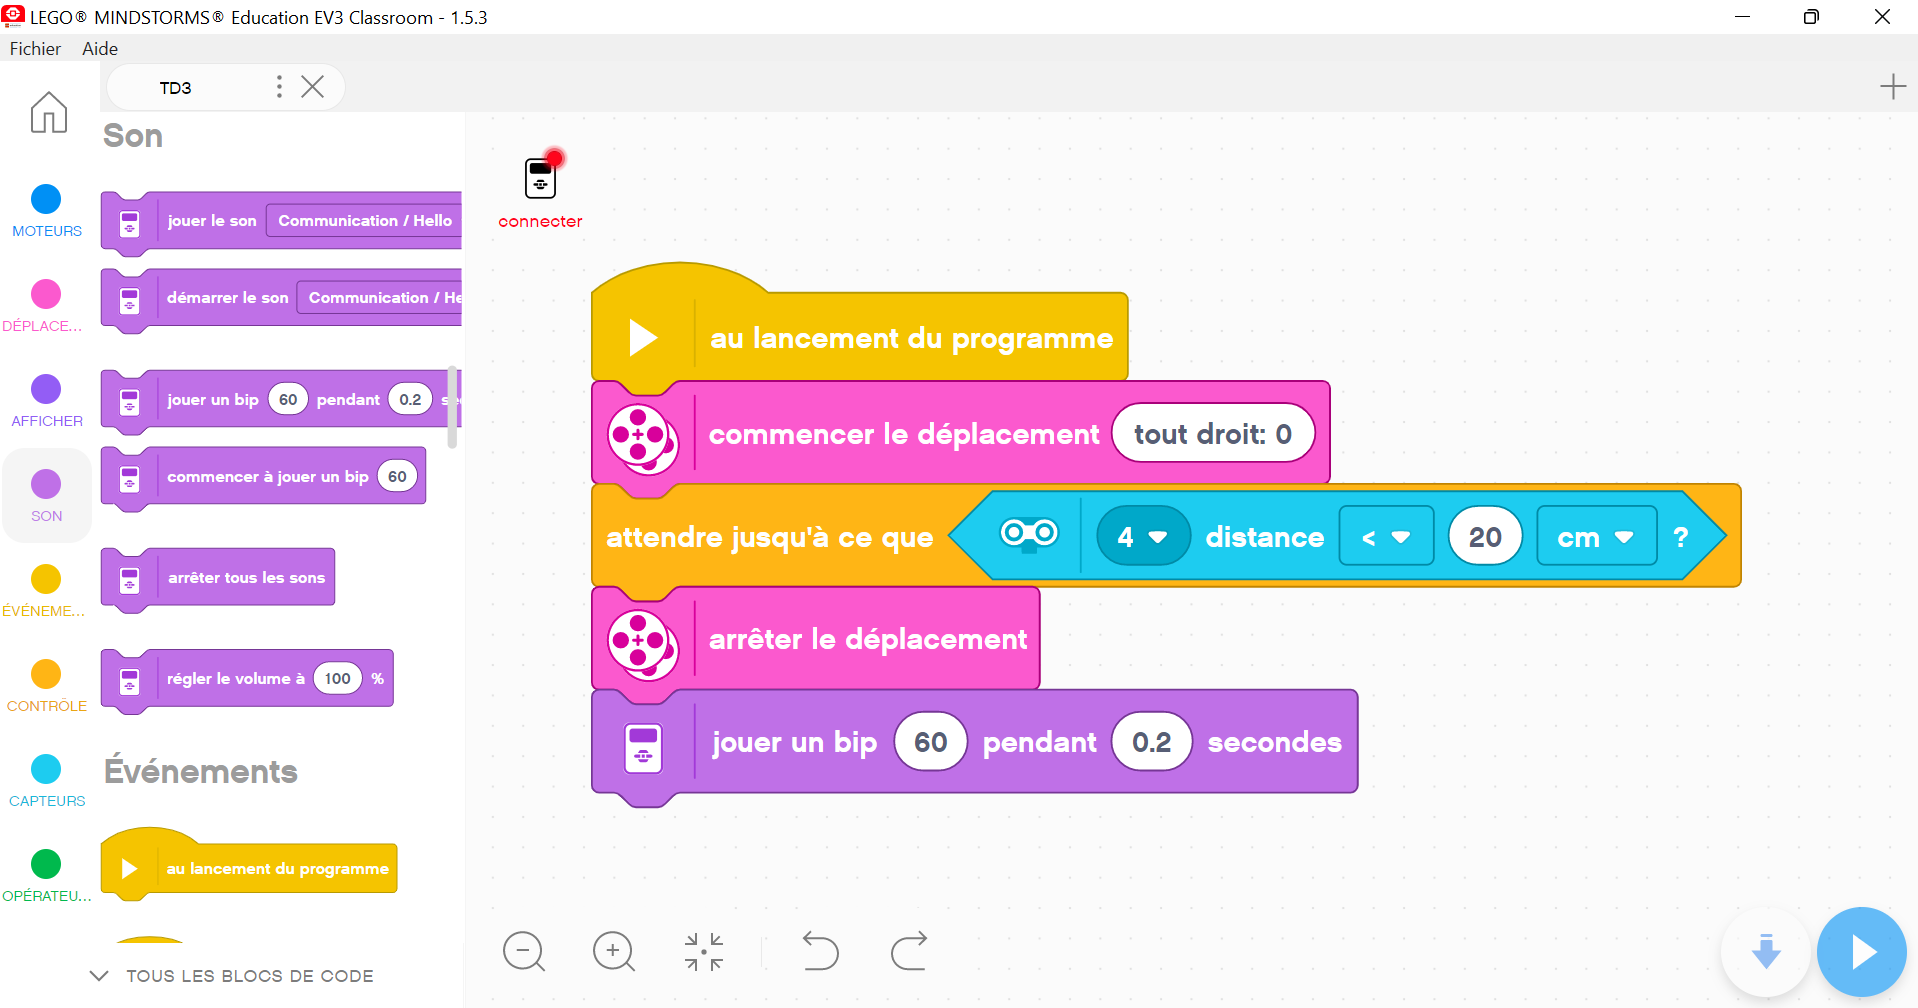 LEGO® MINDSTORMS® Education EV3 Classroom - 1.5.3
Fichier Aide
TD3
Son
MOTEURS
DÉPLACE...
AFFICHER
SON
ÉVÉNEME...
CONTRÔLE
CAPTEURS
OPÉRATEU...
jouer le son Communication / Hello
démarrer le son Communication / He
jouer un bip 60 pendant 0.2 se
commencer à jouer un bip 60
arrêter tous les sons
régler le volume à 100 %
Événements
au lancement du programme
TOUS LES BLOCS DE CODE
connecter
au lancement du programme
commencer le déplacement tout droit: 0
attendre jusqu'à ce que 4 distance < 20 cm ?
arrêter le déplacement
jouer un bip 60 pendant 0.2 secondes